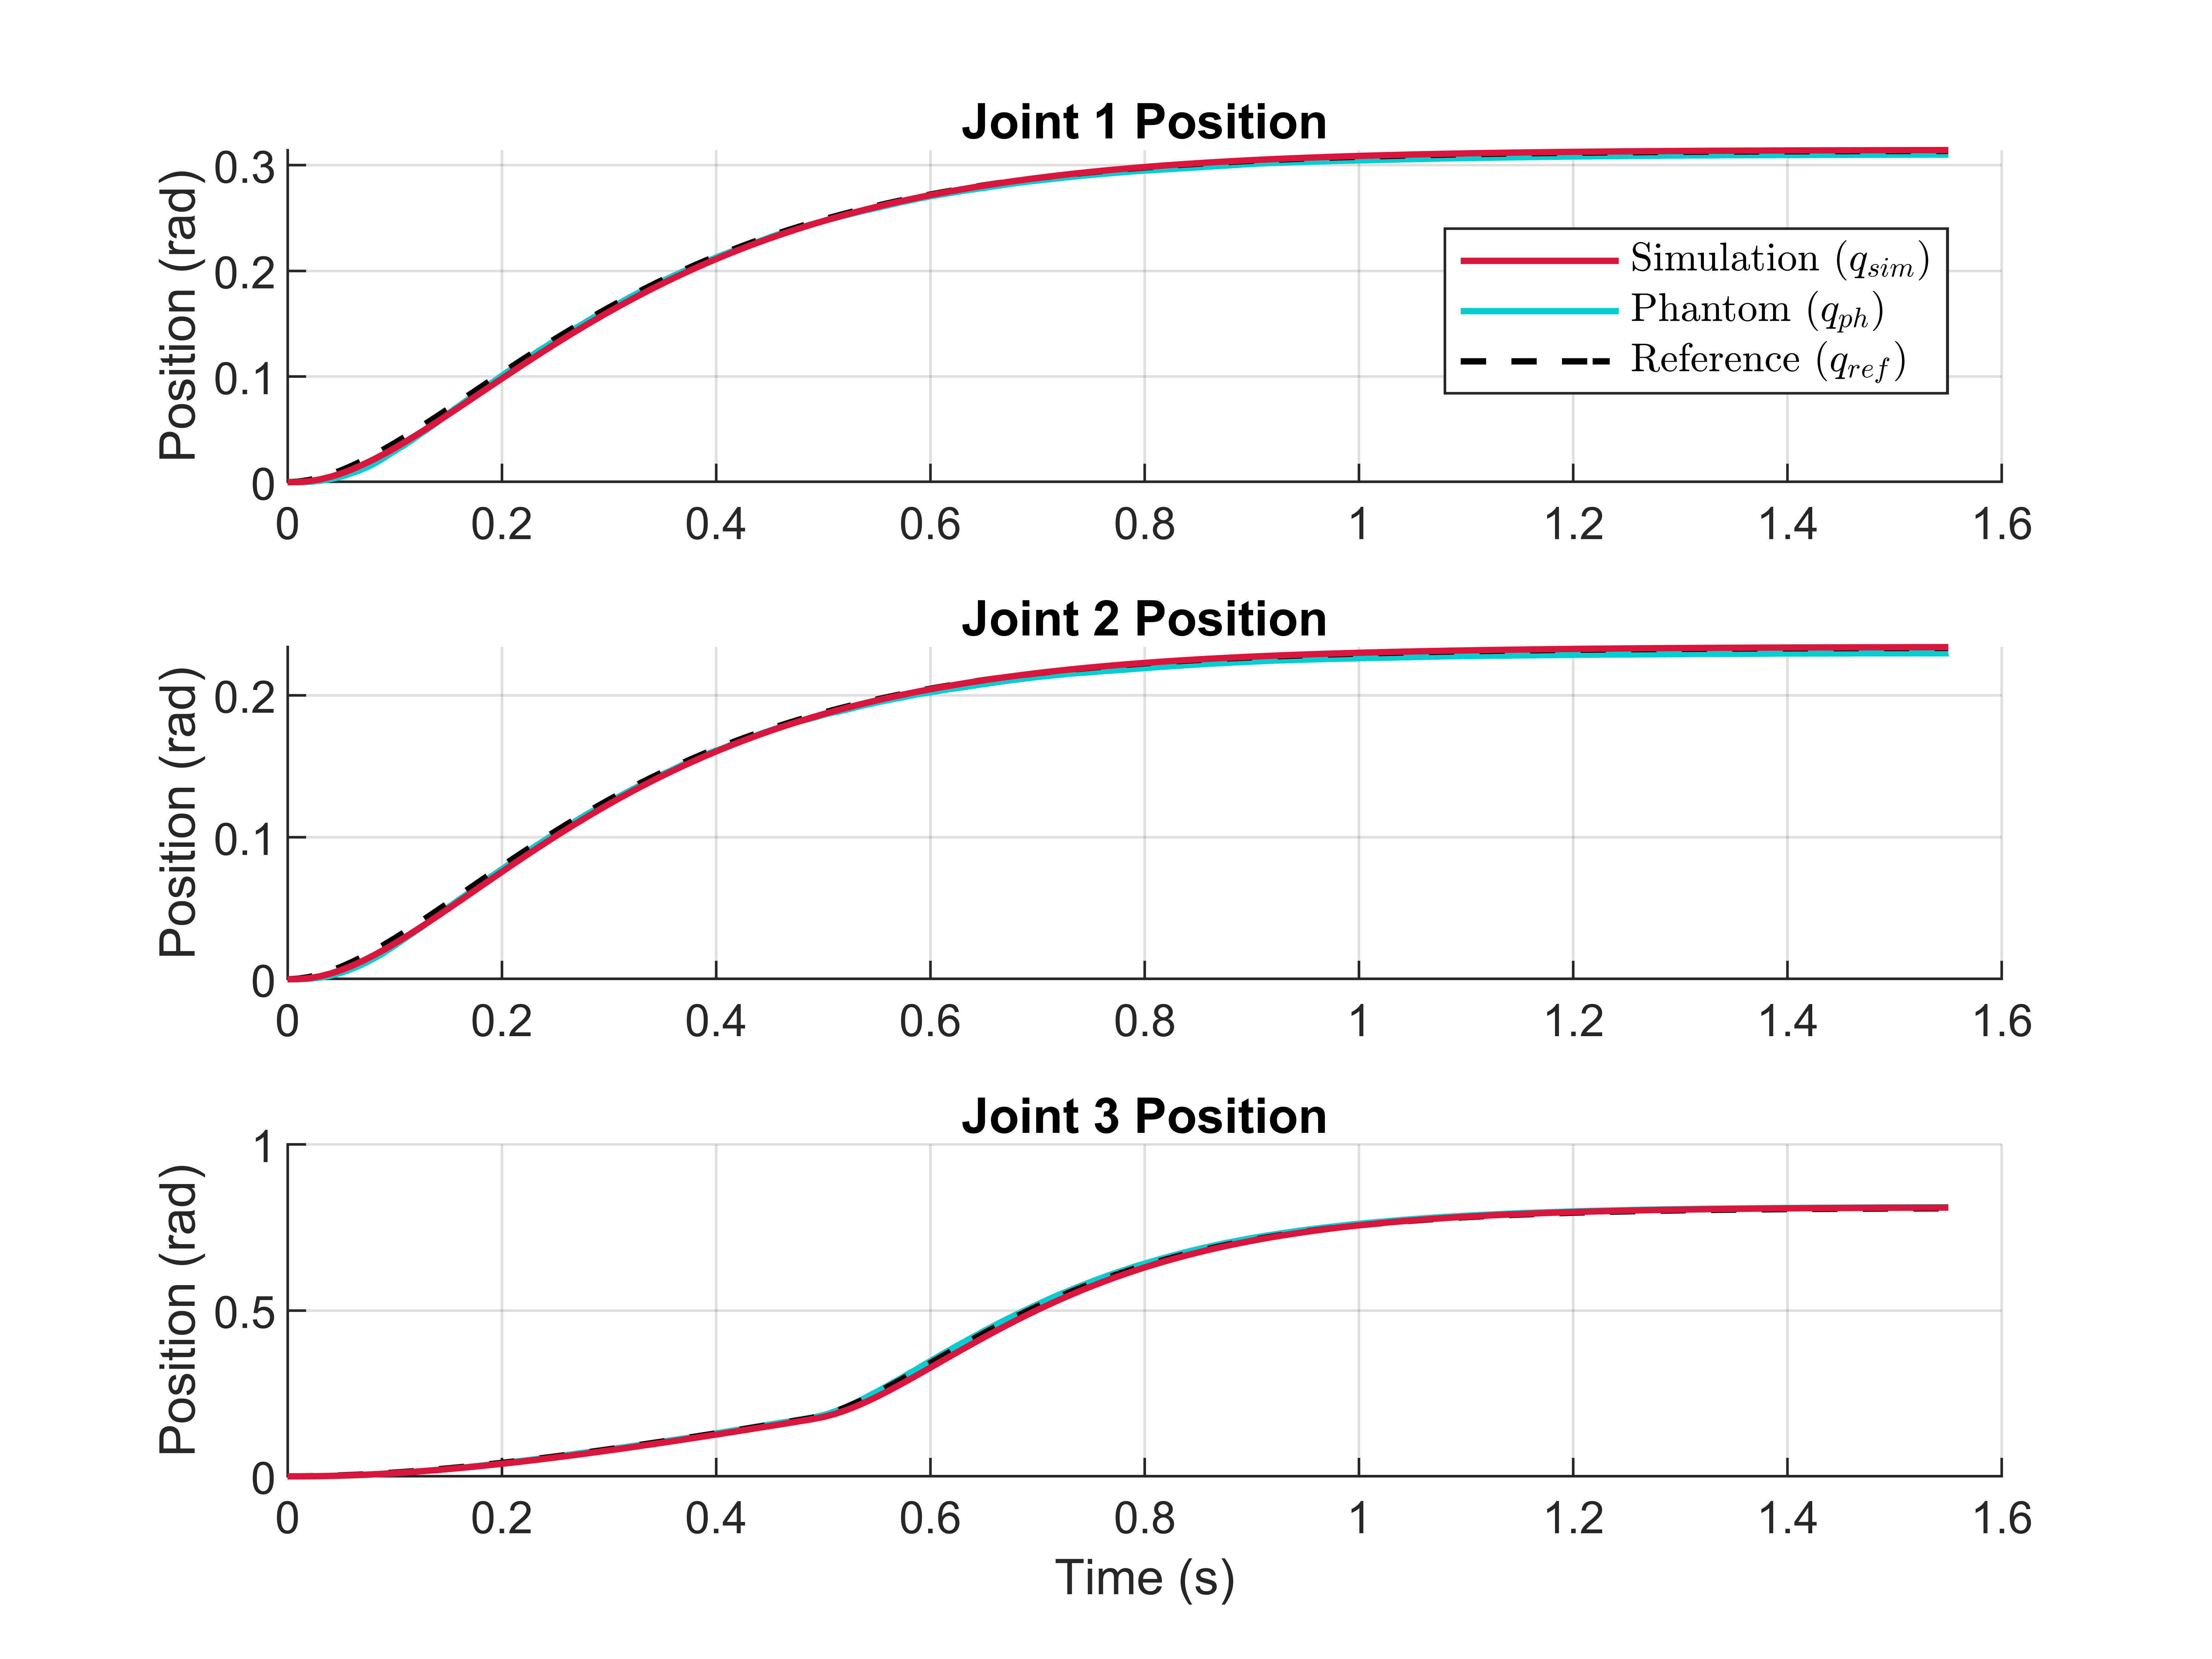 Joint 1 Position
Position (rad)
0.3
0.2
0.1
0
0 0.2 0.4 0.6 0.8 1 1.2 1.4 1.6
Simulation (q_sim)
Phantom (q_ph)
Reference (q_ref)
Joint 2 Position
Position (rad)
0.2
0.1
0
0 0.2 0.4 0.6 0.8 1 1.2 1.4 1.6
Joint 3 Position
Position (rad)
1
0.5
0
0 0.2 0.4 0.6 0.8 1 1.2 1.4 1.6
Time (s)